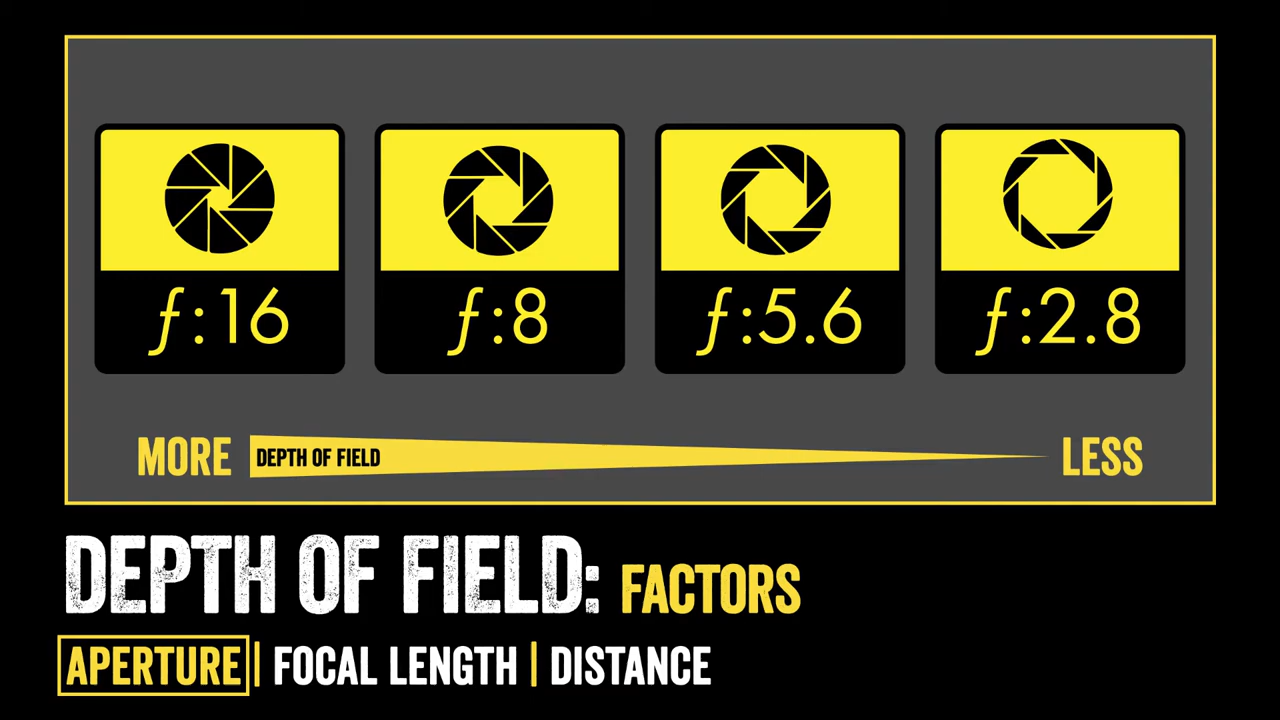 ƒ:16 ƒ:8 ƒ:5.6 ƒ:2.8
MORE DEPTH OF FIELD LESS
DEPTH OF FIELD: FACTORS
APERTURE | FOCAL LENGTH | DISTANCE